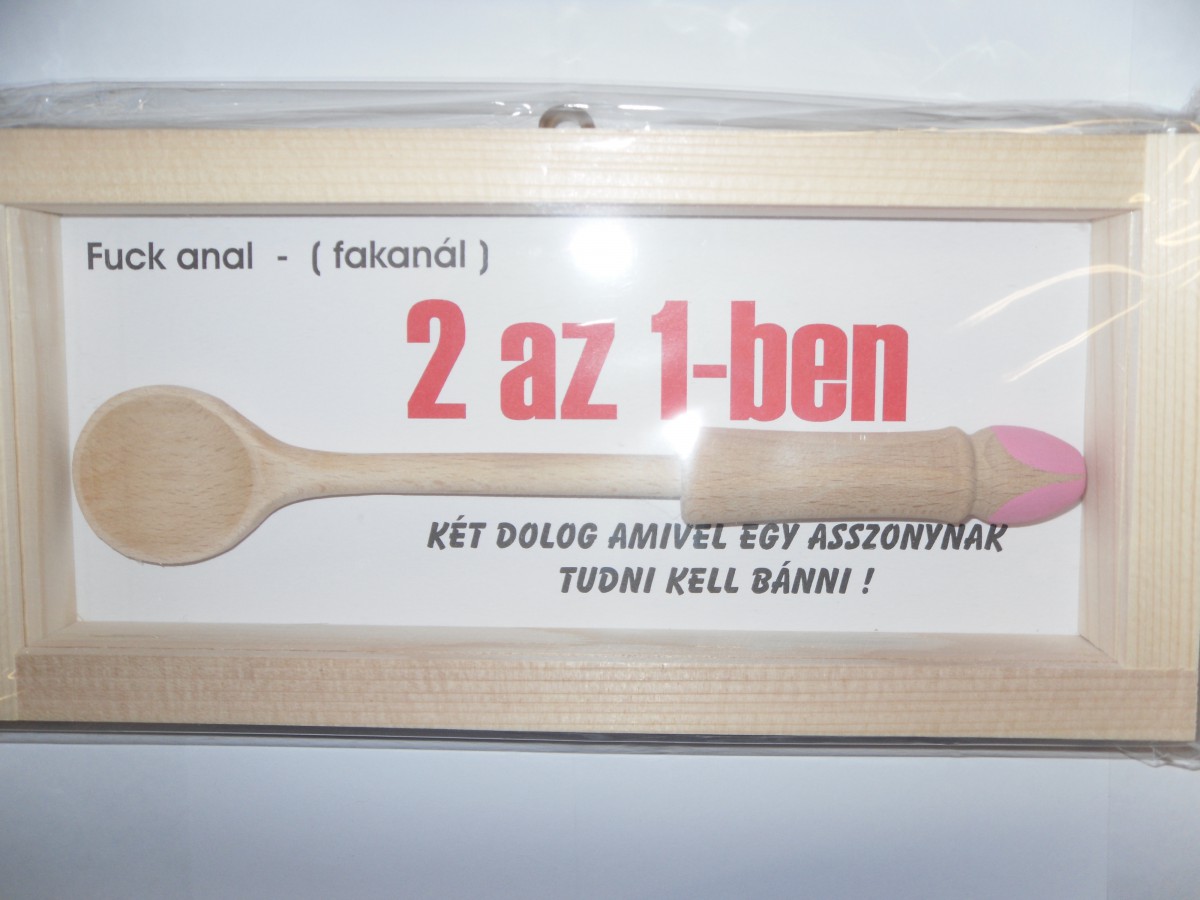 Fuck anal - ( fakanál )
2 az 1-ben
KÉT DOLOG AMIVEL EGY ASSZONYNAK
TUDNI KELL BÁNNI !